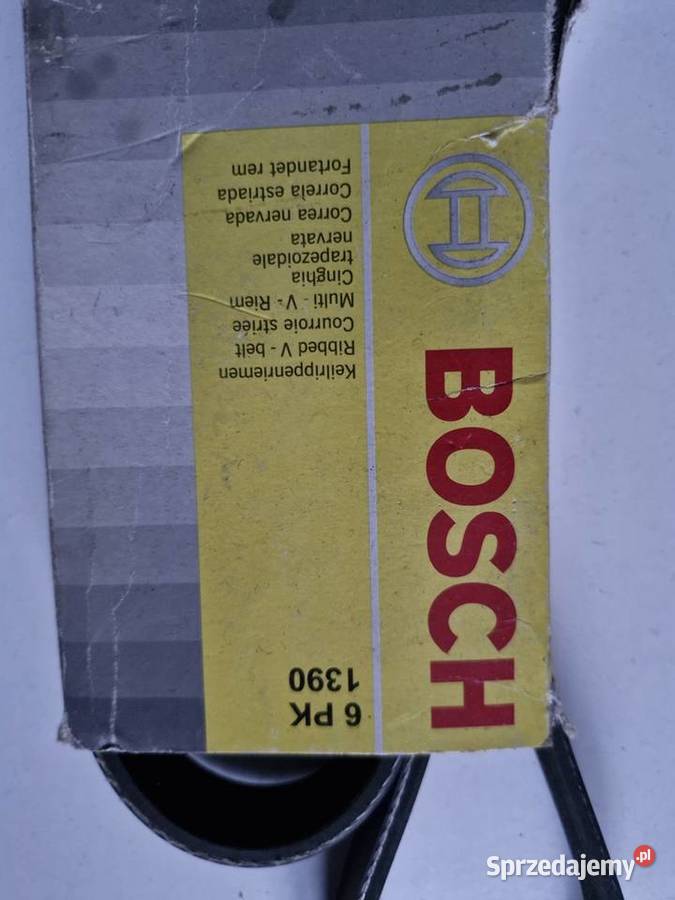 BOSCH
6 PK
1390
Keilrippenriemen
Ribbed V - belt
Courroie striée
Multi - V - Riem
Cinghia
trapezoidale
nervata
Correa nervada
Correia estriada
Fortandet rem
Sprzedajemy.pl